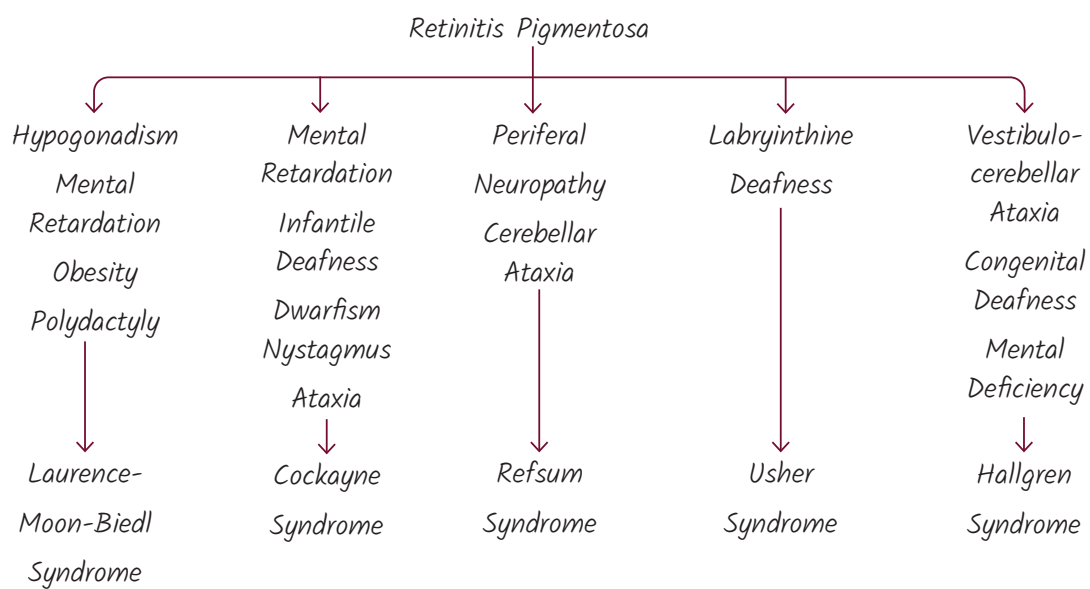 Retinitis Pigmentosa
Hypogonadism
Mental
Retardation
Obesity
Polydactyly
Laurence-
Moon-Biedl
Syndrome
Mental
Retardation
Infantile
Deafness
Dwarfism
Nystagmus
Ataxia
Cockayne
Syndrome
Periferal
Neuropathy
Cerebellar
Ataxia
Refsum
Syndrome
Labryinthine
Deafness
Usher
Syndrome
Vestibulo-
cerebellar
Ataxia
Congenital
Deafness
Mental
Deficiency
Hallgren
Syndrome